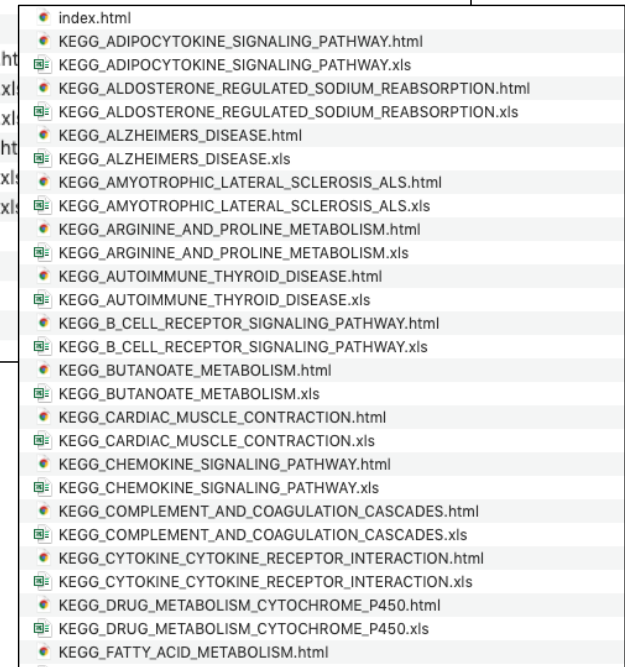 index.html
KEGG_ADIPOCYTOKINE_SIGNALING_PATHWAY.html
KEGG_ADIPOCYTOKINE_SIGNALING_PATHWAY.xls
KEGG_ALDOSTERONE_REGULATED_SODIUM_REABSORPTION.html
KEGG_ALDOSTERONE_REGULATED_SODIUM_REABSORPTION.xls
KEGG_ALZHEIMERS_DISEASE.html
KEGG_ALZHEIMERS_DISEASE.xls
KEGG_AMYOTROPHIC_LATERAL_SCLEROSIS_ALS.html
KEGG_AMYOTROPHIC_LATERAL_SCLEROSIS_ALS.xls
KEGG_ARGININE_AND_PROLINE_METABOLISM.html
KEGG_ARGININE_AND_PROLINE_METABOLISM.xls
KEGG_AUTOIMMUNE_THYROID_DISEASE.html
KEGG_AUTOIMMUNE_THYROID_DISEASE.xls
KEGG_B_CELL_RECEPTOR_SIGNALING_PATHWAY.html
KEGG_B_CELL_RECEPTOR_SIGNALING_PATHWAY.xls
KEGG_BUTANOATE_METABOLISM.html
KEGG_BUTANOATE_METABOLISM.xls
KEGG_CARDIAC_MUSCLE_CONTRACTION.html
KEGG_CARDIAC_MUSCLE_CONTRACTION.xls
KEGG_CHEMOKINE_SIGNALING_PATHWAY.html
KEGG_CHEMOKINE_SIGNALING_PATHWAY.xls
KEGG_COMPLEMENT_AND_COAGULATION_CASCADES.html
KEGG_COMPLEMENT_AND_COAGULATION_CASCADES.xls
KEGG_CYTOKINE_CYTOKINE_RECEPTOR_INTERACTION.html
KEGG_CYTOKINE_CYTOKINE_RECEPTOR_INTERACTION.xls
KEGG_DRUG_METABOLISM_CYTOCHROME_P450.html
KEGG_DRUG_METABOLISM_CYTOCHROME_P450.xls
KEGG_FATTY_ACID_METABOLISM.html